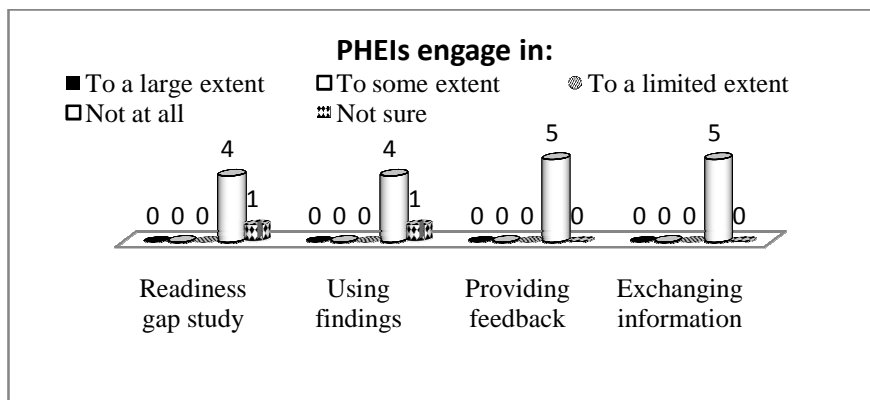 PHEIs engage in:
To a large extent To some extent To a limited extent
Not at all Not sure
4 4 5 5
0 0 0 1 0 0 0 1 0 0 0 0 0 0 0 0
Readiness Using Providing Exchanging
gap study findings feedback information